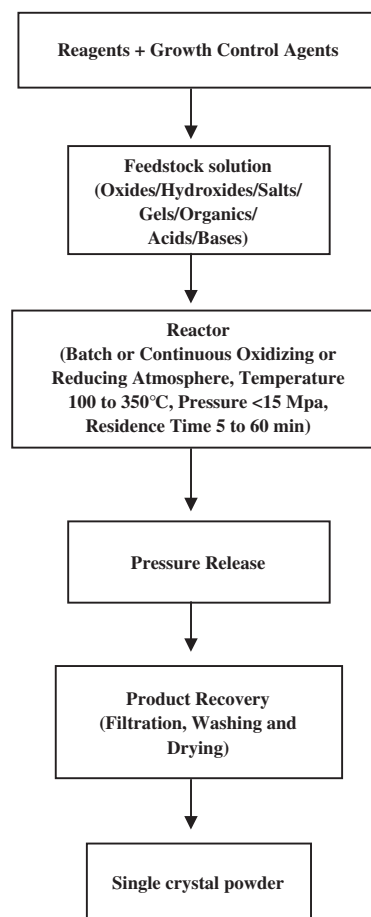 Reagents + Growth Control Agents
Feedstock solution
(Oxides/Hydroxides/Salts/
Gels/Organics/
Acids/Bases)
Reactor
(Batch or Continuous Oxidizing or
Reducing Atmosphere, Temperature
100 to 350°C, Pressure <15 Mpa,
Residence Time 5 to 60 min)
Pressure Release
Product Recovery
(Filtration, Washing and
Drying)
Single crystal powder